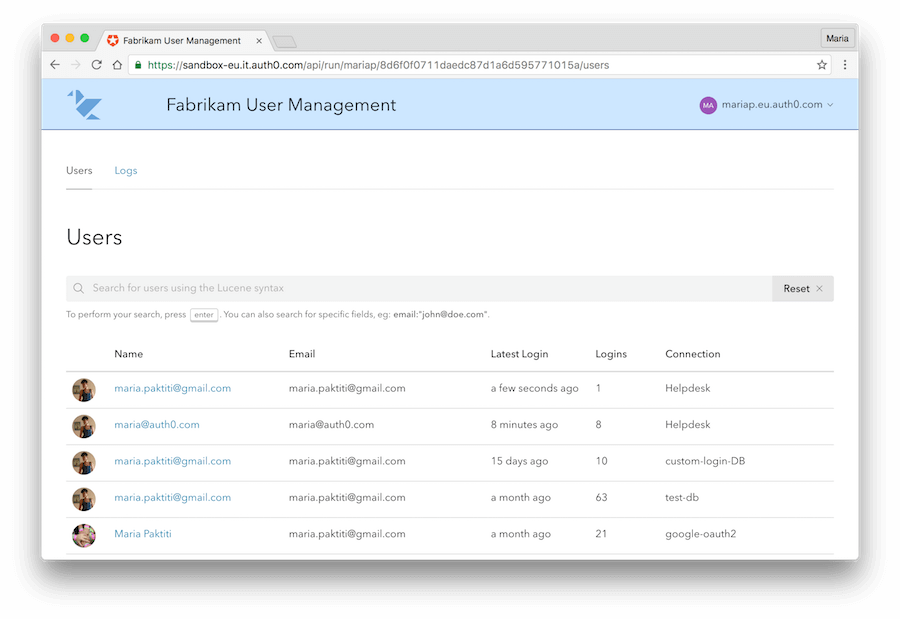 Fabrikam User Management
Maria
https://sandbox-eu.it.auth0.com/api/run/mariap/8d6f0f0711daedc87d1a6d595771015a/users
Fabrikam User Management
MA mariap.eu.auth0.com
Users Logs
Users
Search for users using the Lucene syntax Reset
To perform your search, press enter . You can also search for specific fields, eg: email:"john@doe.com".
Name Email Latest Login Logins Connection
maria.paktiti@gmail.com maria.paktiti@gmail.com a few seconds ago 1 Helpdesk
maria@auth0.com maria@auth0.com 8 minutes ago 8 Helpdesk
maria.paktiti@gmail.com maria.paktiti@gmail.com 15 days ago 10 custom-login-DB
maria.paktiti@gmail.com maria.paktiti@gmail.com a month ago 63 test-db
Maria Paktiti maria.paktiti@gmail.com a month ago 21 google-oauth2